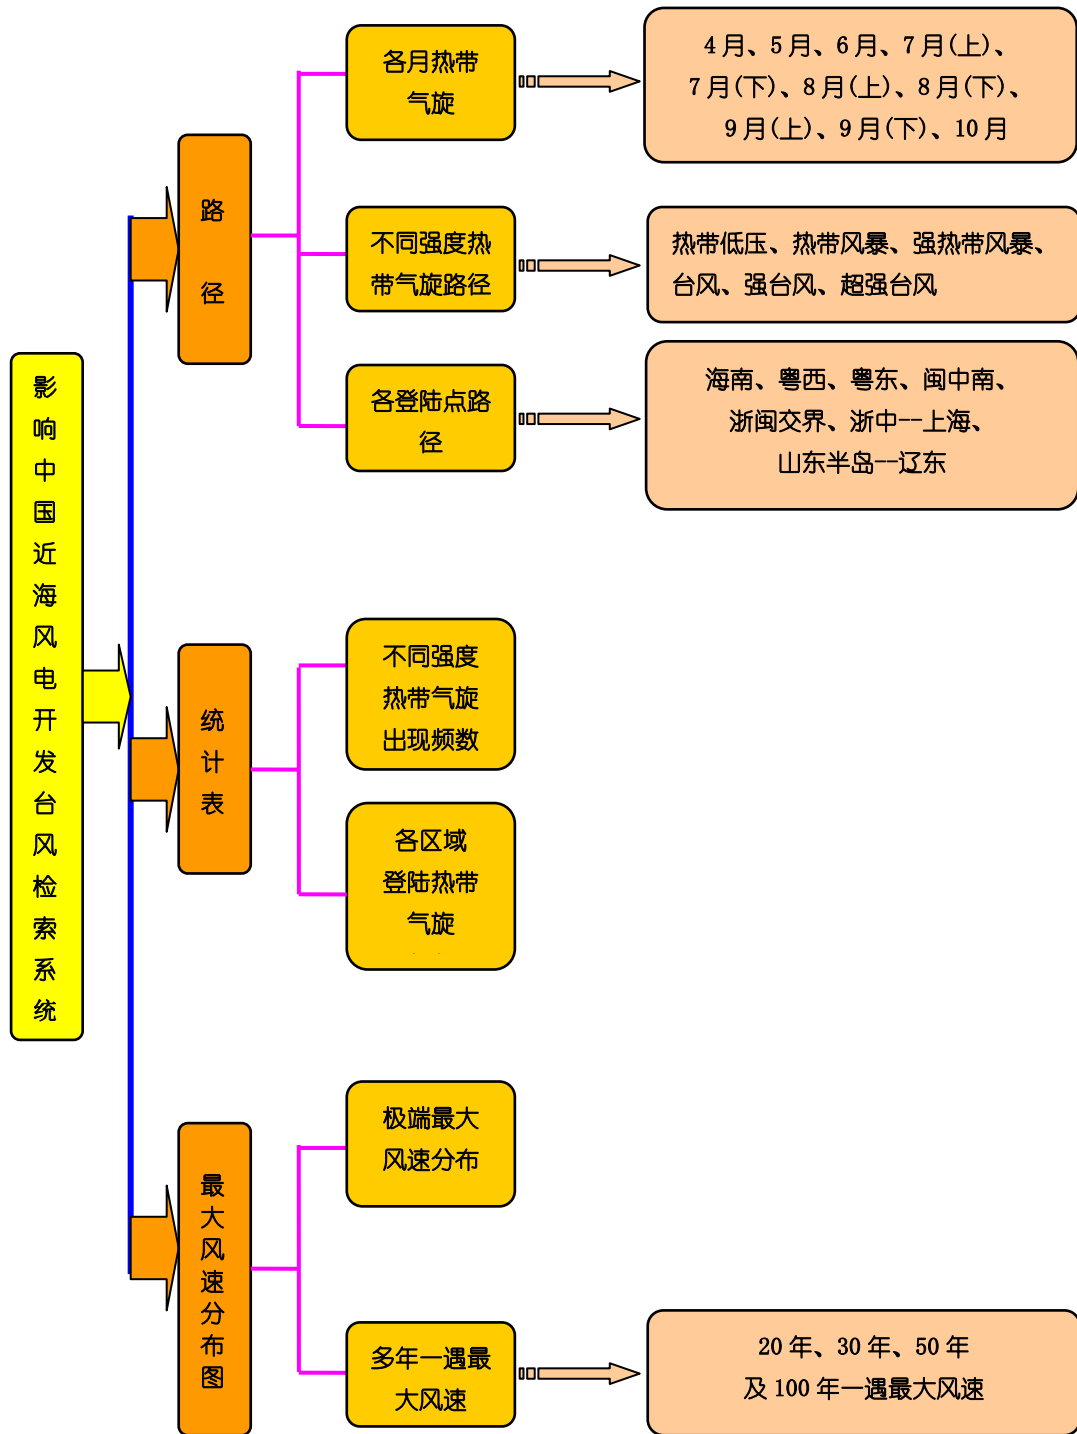 影
响
中
国
近
海
风
电
开
发
台
风
检
索
系
统
路
径
各月热带
气旋
4月、5月、6月、7月(上)、
7月(下)、8月(上)、8月(下)、
9月(上)、9月(下)、10月
不同强度热
带气旋路径
热带低压、热带风暴、强热带风暴、
台风、强台风、超强台风
各登陆点路
径
海南、粤西、粤东、闽中南、
浙闽交界、浙中--上海、
山东半岛--辽东
统
计
表
不同强度
热带气旋
出现频数
各区域
登陆热带
气旋
最
大
风
速
分
布
图
极端最大
风速分布
多年一遇最
大风速
20年、30年、50年
及100年一遇最大风速